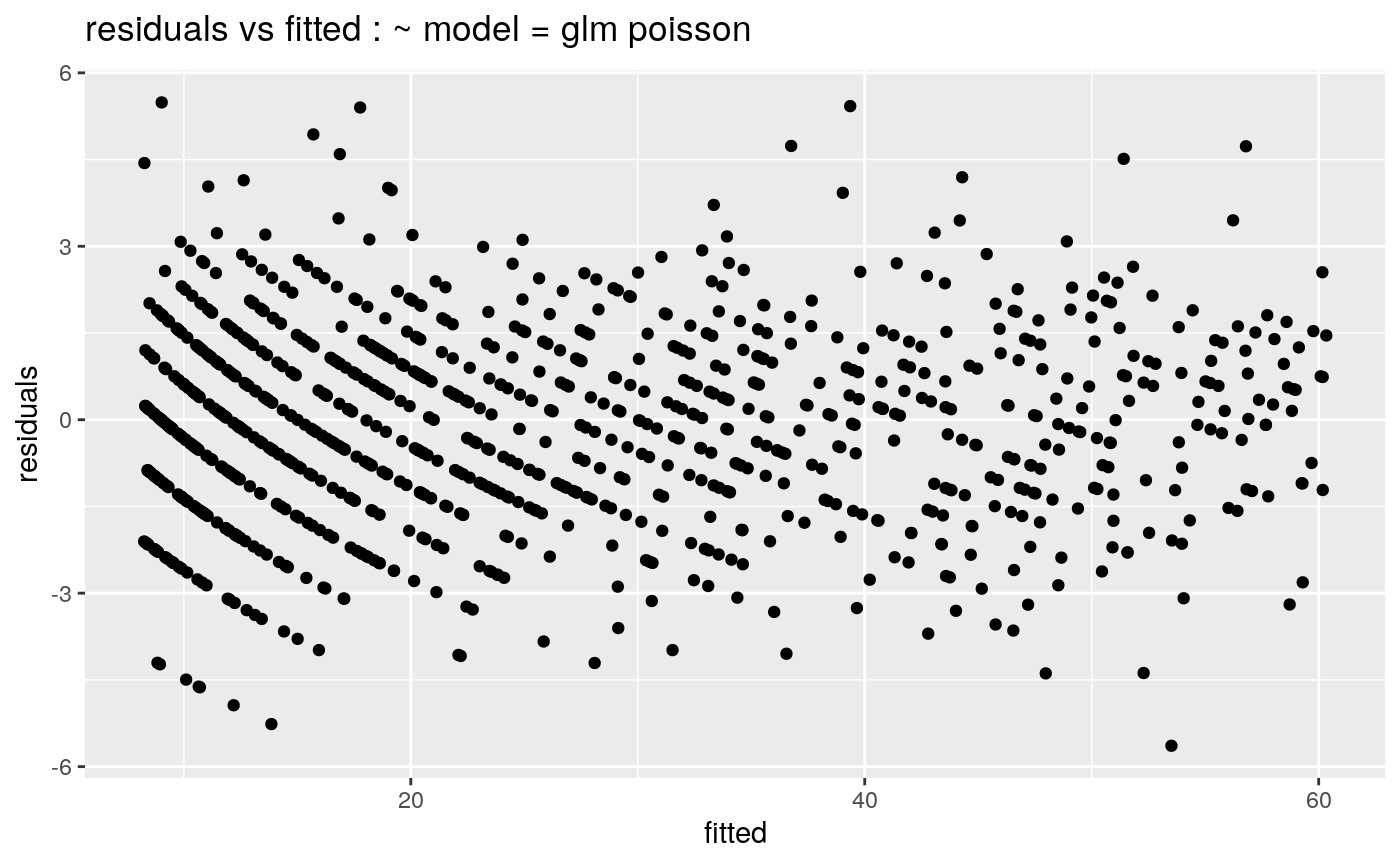 residuals vs fitted : ~ model = glm poisson
6
3
0
-3
-6
residuals
20
40
60
fitted